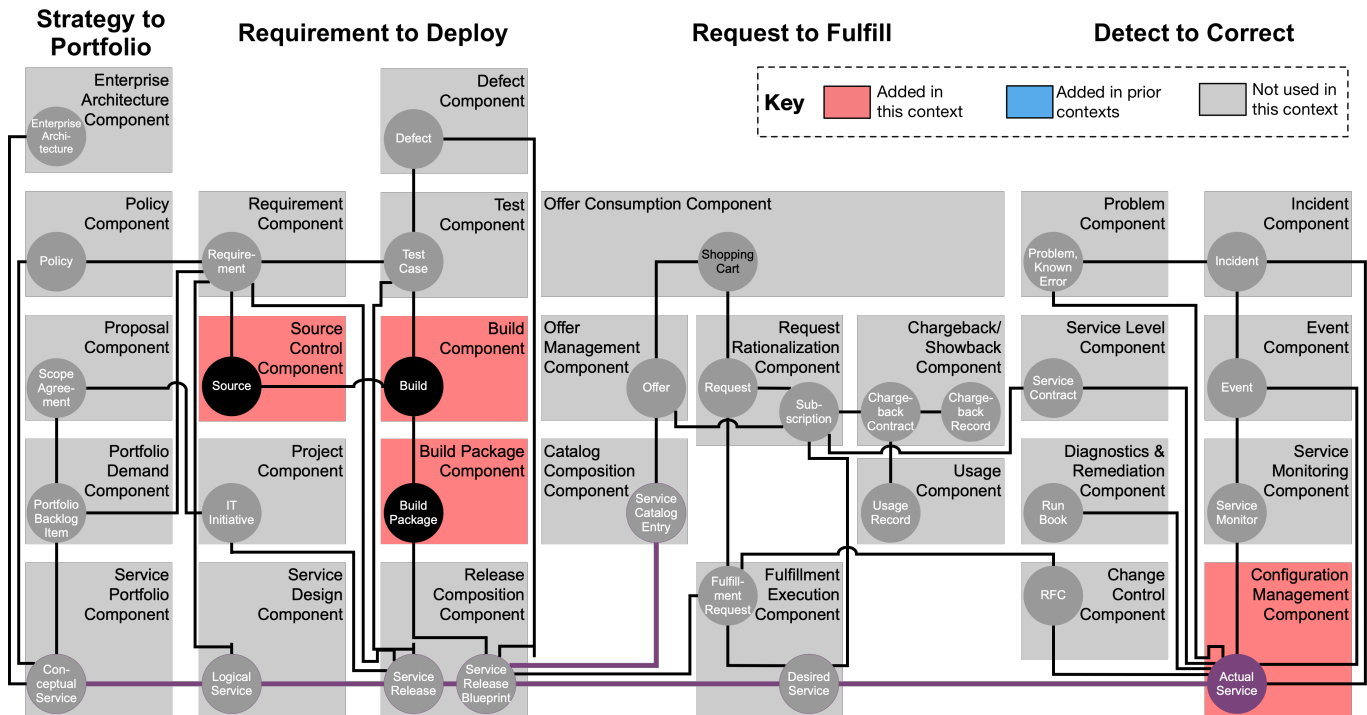 Strategy to
Portfolio
Requirement to Deploy
Request to Fulfill
Detect to Correct
Key
Added in
this context
Added in prior
contexts
Not used in
this context
Enterprise
Architecture
Component
Enterprise
Archi-
tecture
Defect
Component
Defect
Policy
Component
Policy
Requirement
Component
Require-
ment
Test
Component
Test
Case
Offer Consumption Component
Shopping
Cart
Problem
Component
Problem,
Known
Error
Incident
Component
Incident
Proposal
Component
Scope
Agree-
ment
Source
Control
Component
Source
Build
Component
Build
Offer
Management
Component
Offer
Request
Rationalization
Component
Request
Sub-
scription
Chargeback/
Showback
Component
Charge-
back
Contract
Charge-
back
Record
Service Level
Component
Service
Contract
Event
Component
Event
Portfolio
Demand
Component
Portfolio
Backlog
Item
Project
Component
IT
Initiative
Build Package
Component
Build
Package
Catalog
Composition
Component
Service
Catalog
Entry
Usage
Component
Usage
Record
Diagnostics &
Remediation
Component
Run
Book
Service
Monitoring
Component
Service
Monitor
Service
Portfolio
Component
Con-
ceptual
Service
Service
Design
Component
Logical
Service
Release
Composition
Component
Service
Release
Service
Release
Blueprint
Fulfillment
Execution
Component
Fulfill-
ment
Request
Desired
Service
Change
Control
Component
RFC
Configuration
Management
Component
Actual
Service